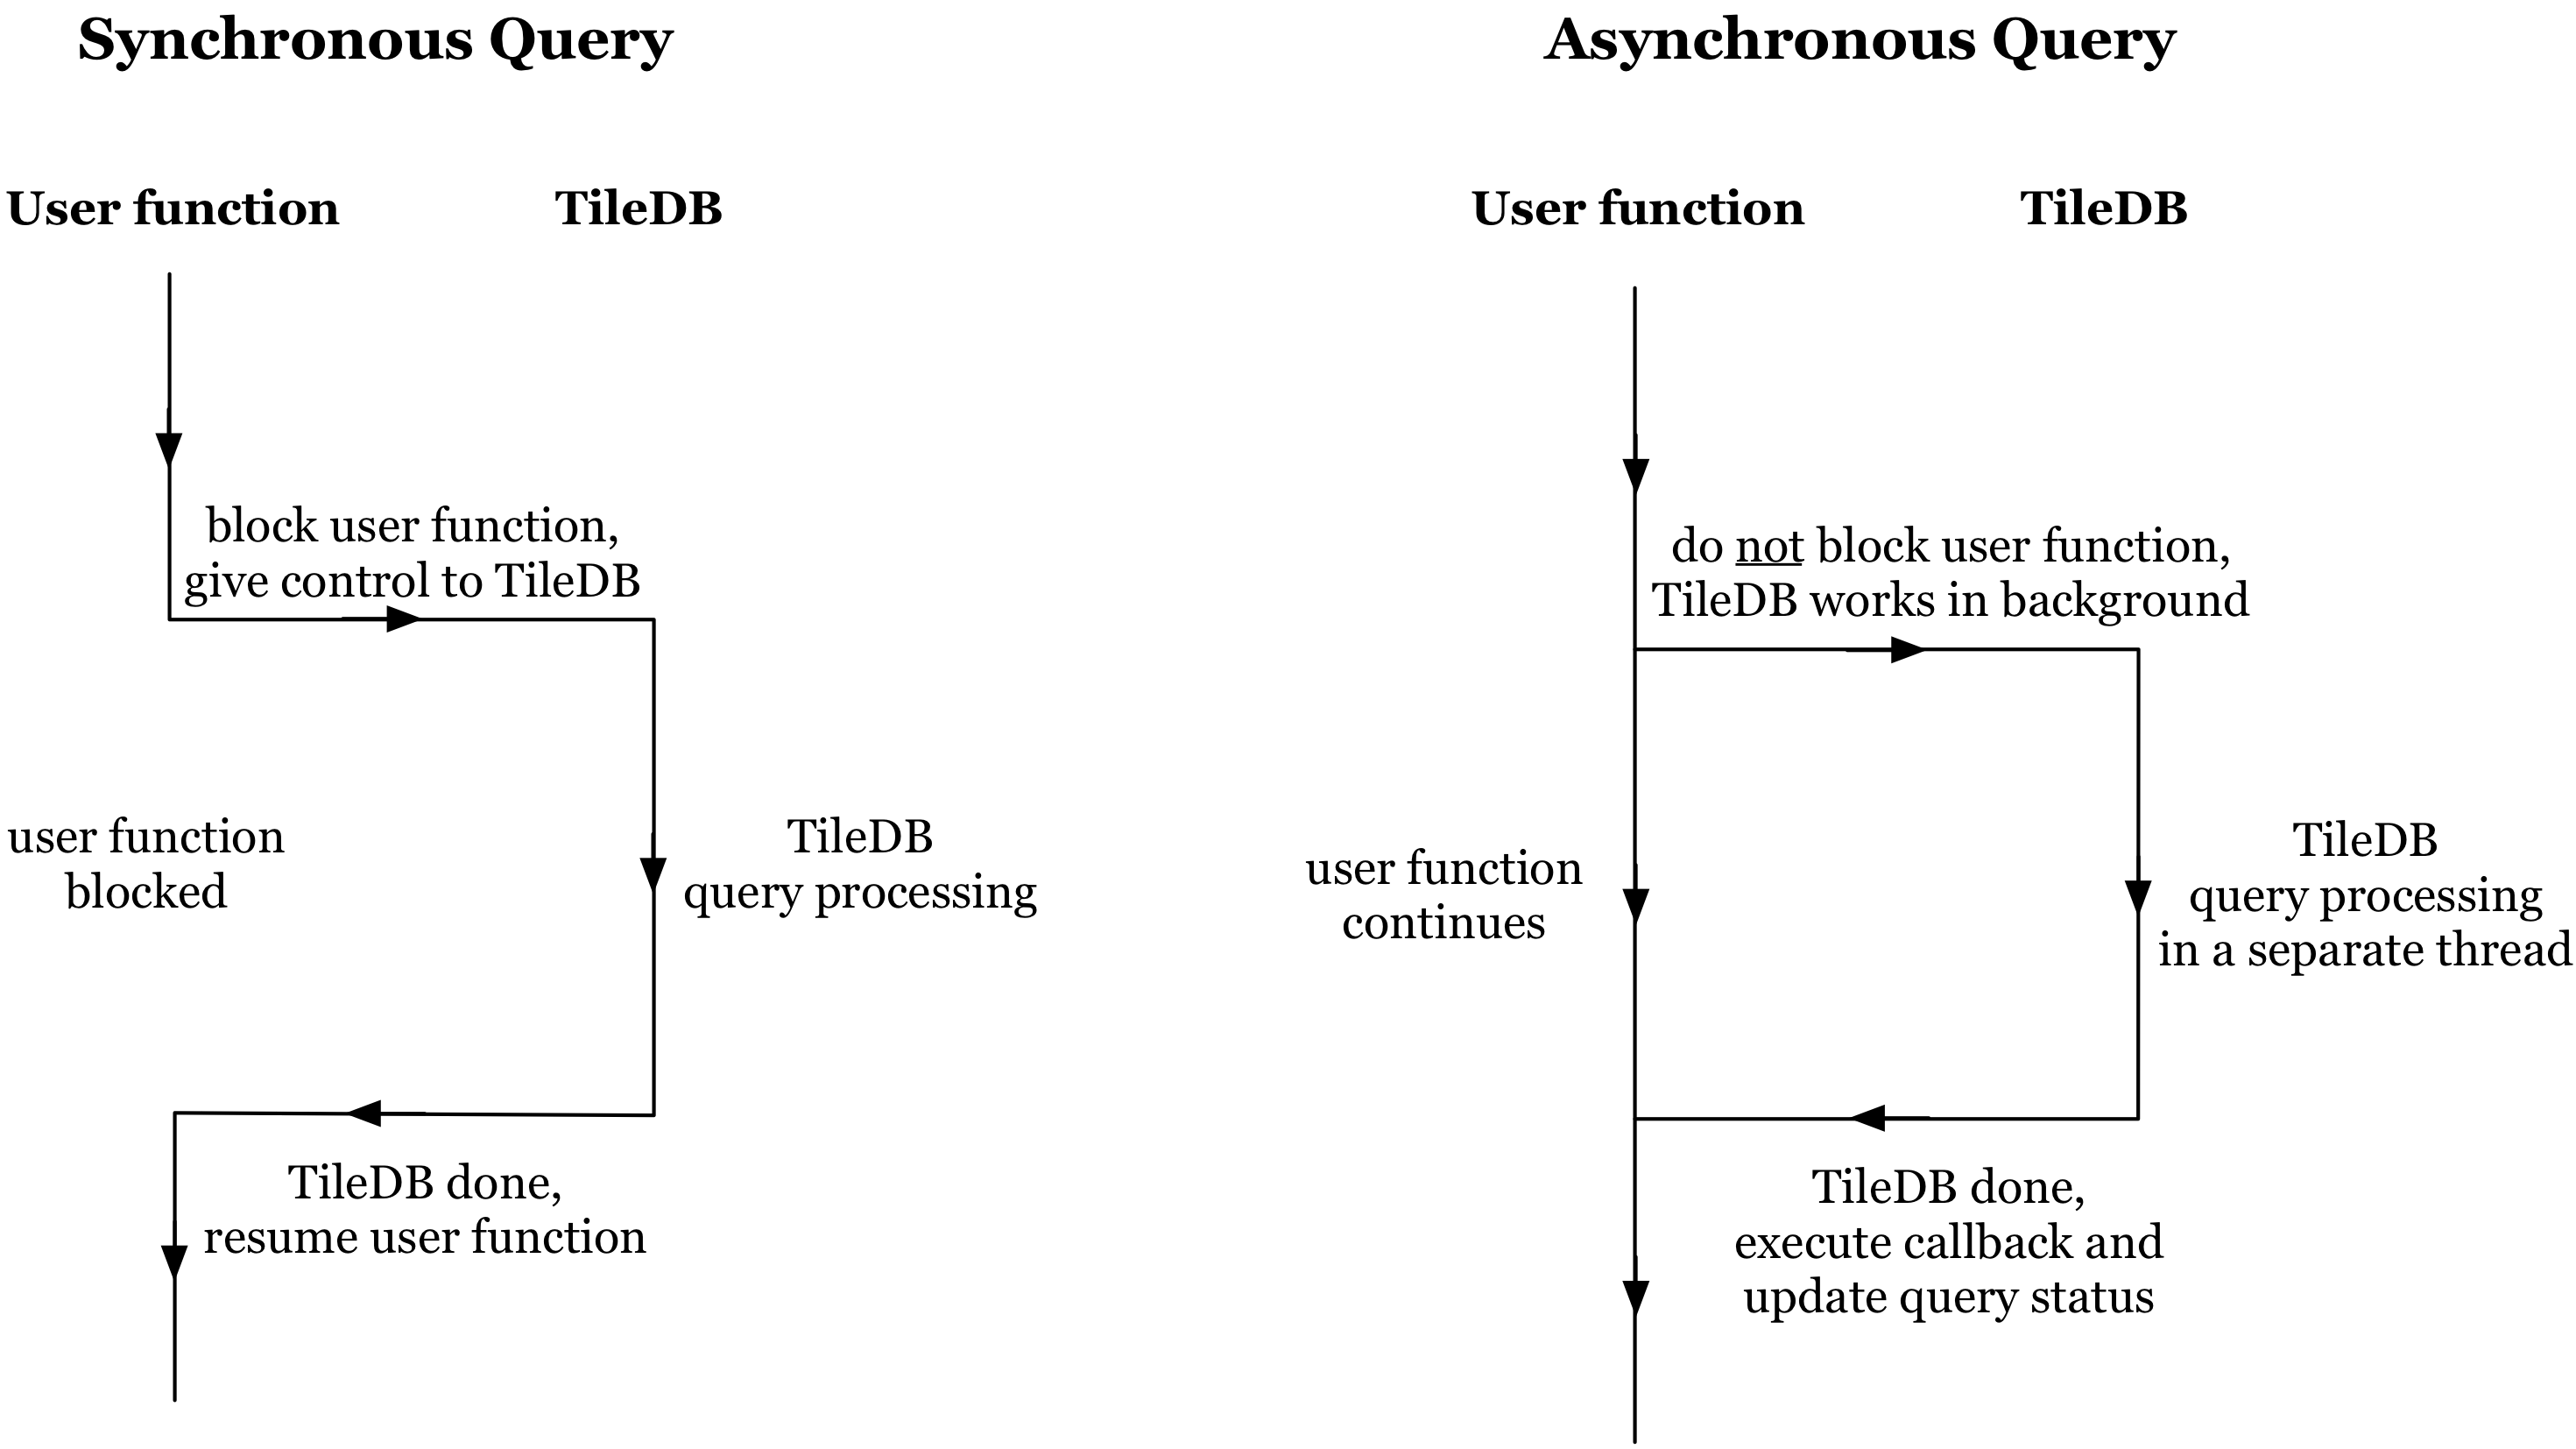 Synchronous Query
User function
TileDB
block user function,
give control to TileDB
user function
blocked
TileDB
query processing
TileDB done,
resume user function
Asynchronous Query
User function
TileDB
do not block user function,
TileDB works in background
user function
continues
TileDB
query processing
in a separate thread
TileDB done,
execute callback and
update query status